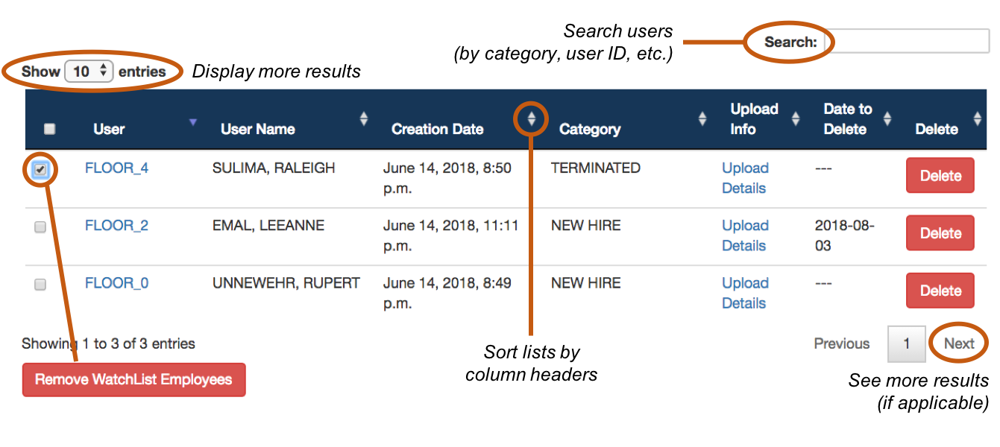 Search users
(by category, user ID, etc.)
Search:
Show 10 entries
Display more results
User
User Name
Creation Date
Category
Upload
Info
Date to
Delete
Delete
FLOOR_4
SULIMA, RALEIGH
June 14, 2018, 8:50
p.m.
TERMINATED
Upload
Details
---
Delete
FLOOR_2
EMAL, LEEANNE
June 14, 2018, 11:11
p.m.
NEW HIRE
Upload
Details
2018-08-
03
Delete
FLOOR_0
UNNEWEHR, RUPERT
June 14, 2018, 8:49
p.m.
NEW HIRE
Upload
Details
---
Delete
Showing 1 to 3 of 3 entries
Previous 1 Next
Remove WatchList Employees
Sort lists by
column headers
See more results
(if applicable)